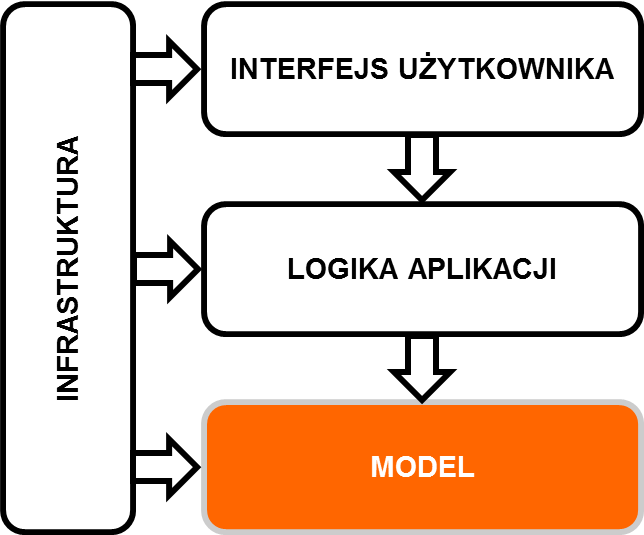 INFRASTRUKTURA
INTERFEJS UŻYTKOWNIKA
LOGIKA APLIKACJI
MODEL